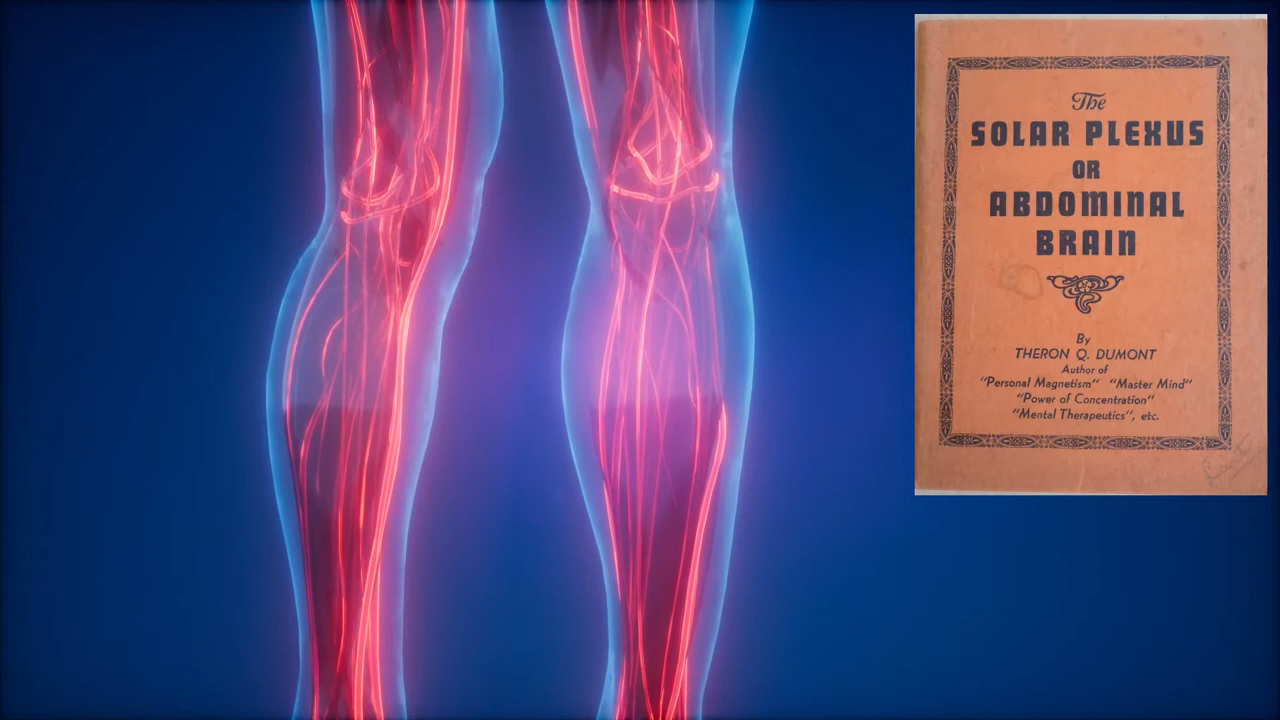 The
SOLAR PLEXUS
OR
ABDOMINAL
BRAIN
By
THERON Q. DUMONT
Author of
"Personal Magnetism" "Master Mind"
"Power of Concentration"
"Mental Therapeutics", etc.